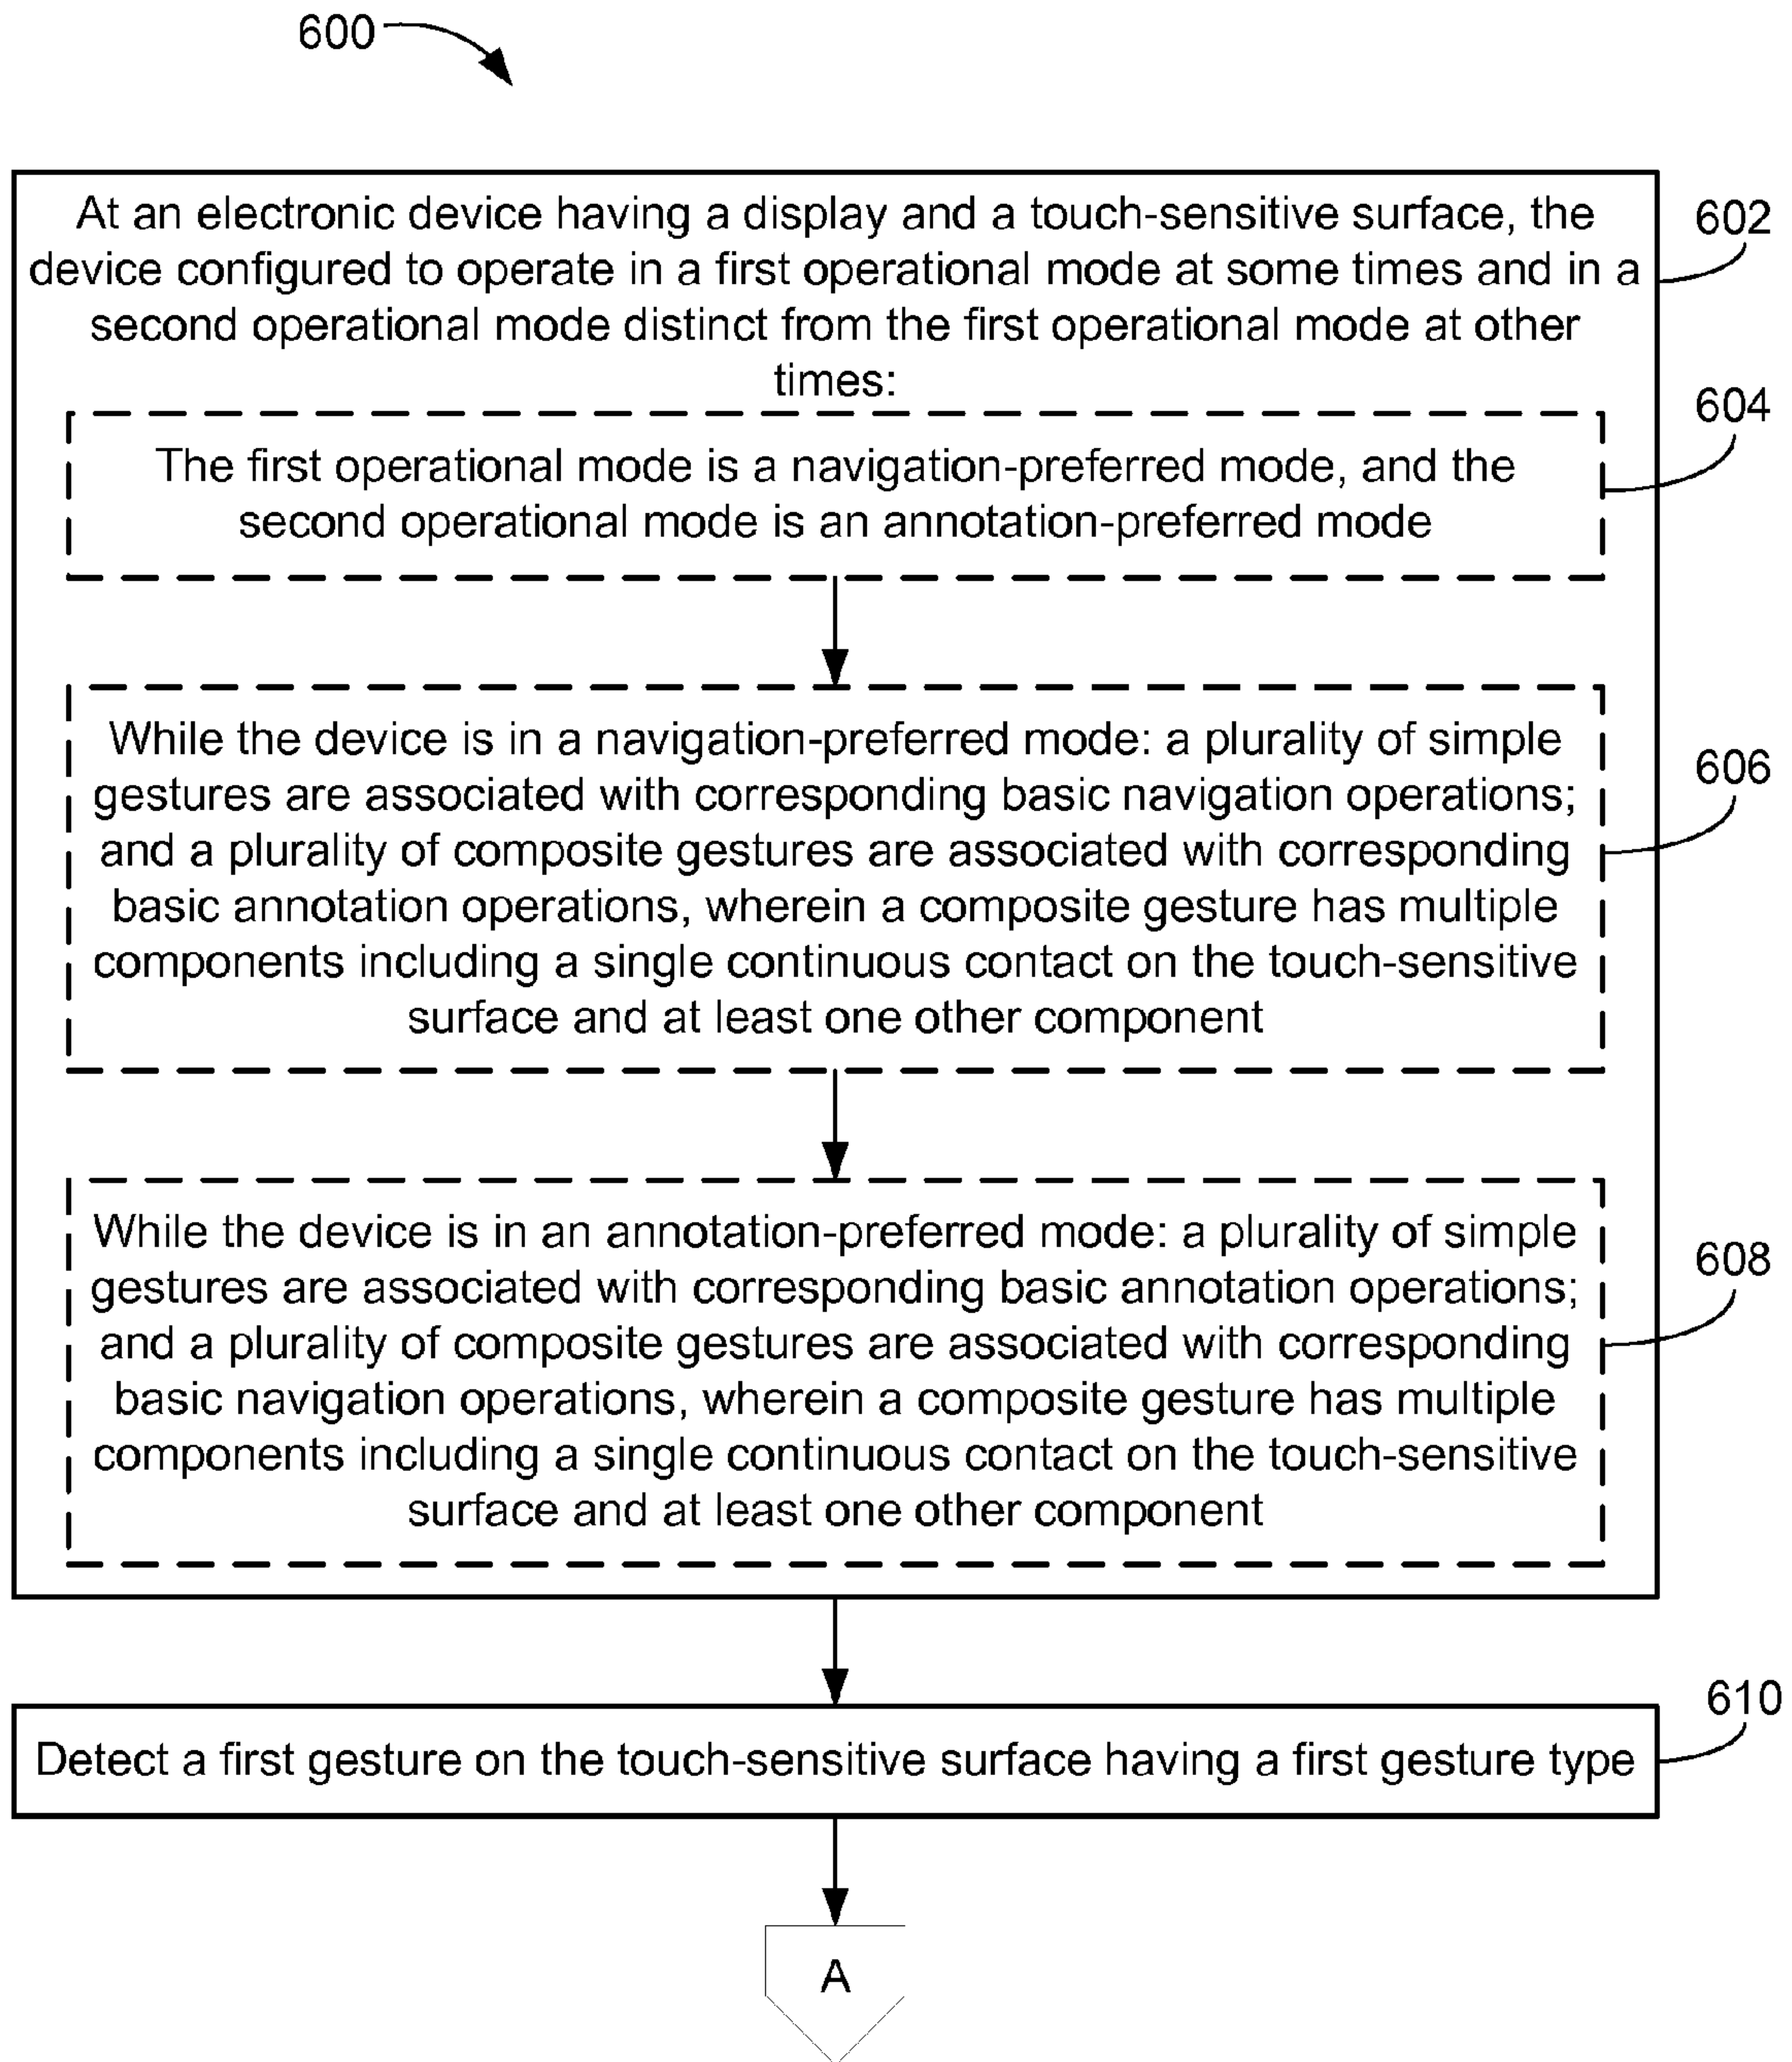 600
At an electronic device having a display and a touch-sensitive surface, the
device configured to operate in a first operational mode at some times and in a
second operational mode distinct from the first operational mode at other
times:
602
The first operational mode is a navigation-preferred mode, and the
second operational mode is an annotation-preferred mode
604
While the device is in a navigation-preferred mode: a plurality of simple
gestures are associated with corresponding basic navigation operations;
and a plurality of composite gestures are associated with corresponding
basic annotation operations, wherein a composite gesture has multiple
components including a single continuous contact on the touch-sensitive
surface and at least one other component
606
While the device is in an annotation-preferred mode: a plurality of simple
gestures are associated with corresponding basic annotation operations;
and a plurality of composite gestures are associated with corresponding
basic navigation operations, wherein a composite gesture has multiple
components including a single continuous contact on the touch-sensitive
surface and at least one other component
608
Detect a first gesture on the touch-sensitive surface having a first gesture type
610
A